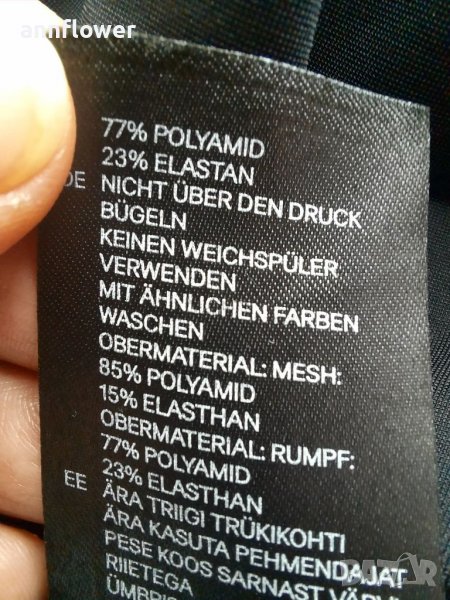 annflower
77% POLYAMID
23% ELASTAN
DE NICHT ÜBER DEN DRUCK
BÜGELN
KEINEN WEICHSPÜLER
VERWENDEN
MIT ÄHNLICHEN FARBEN
WASCHEN
OBERMATERIAL: MESH:
85% POLYAMID
15% ELASTHAN
OBERMATERIAL: RUMPF:
77% POLYAMID
23% ELASTHAN
EE ÄRA TRIIGI TRÜKIKOHTI
ÄRA KASUTA PEHMENDAJAT
PESE KOOS SARNAST VÄRVI
RIIETEGA
BAZAR